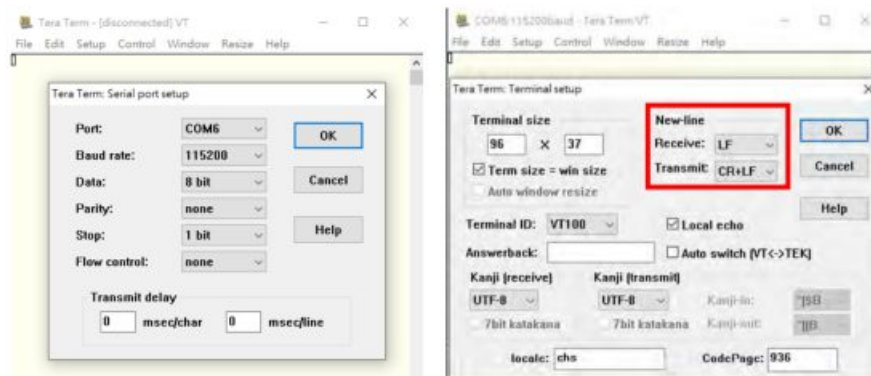 Tera Term - [disconnected] VT
File Edit Setup Control Window Resize Help
Tera Term: Serial port setup
Port: COM6
OK
Baud rate: 115200
Data: 8 bit
Cancel
Parity: none
Stop: 1 bit
Help
Flow control: none
Transmit delay
0 msec/char 0 msec/line
COM6:115200baud - Tera Term VT
File Edit Setup Control Window Resize Help
Tera Term: Terminal setup
Terminal size
96 X 37
Term size = win size
Auto window resize
New-line
Receive: LF
Transmit: CR+LF
OK
Cancel
Help
Terminal ID: VT100
Local echo
Answerback:
Auto switch (VT<->TEK)
Kanji (receive) Kanji (transmit)
UTF-8 UTF-8 Kanji-in:
7bit katakana 7bit katakana Kanji-out:
locale: chs CodePage: 936